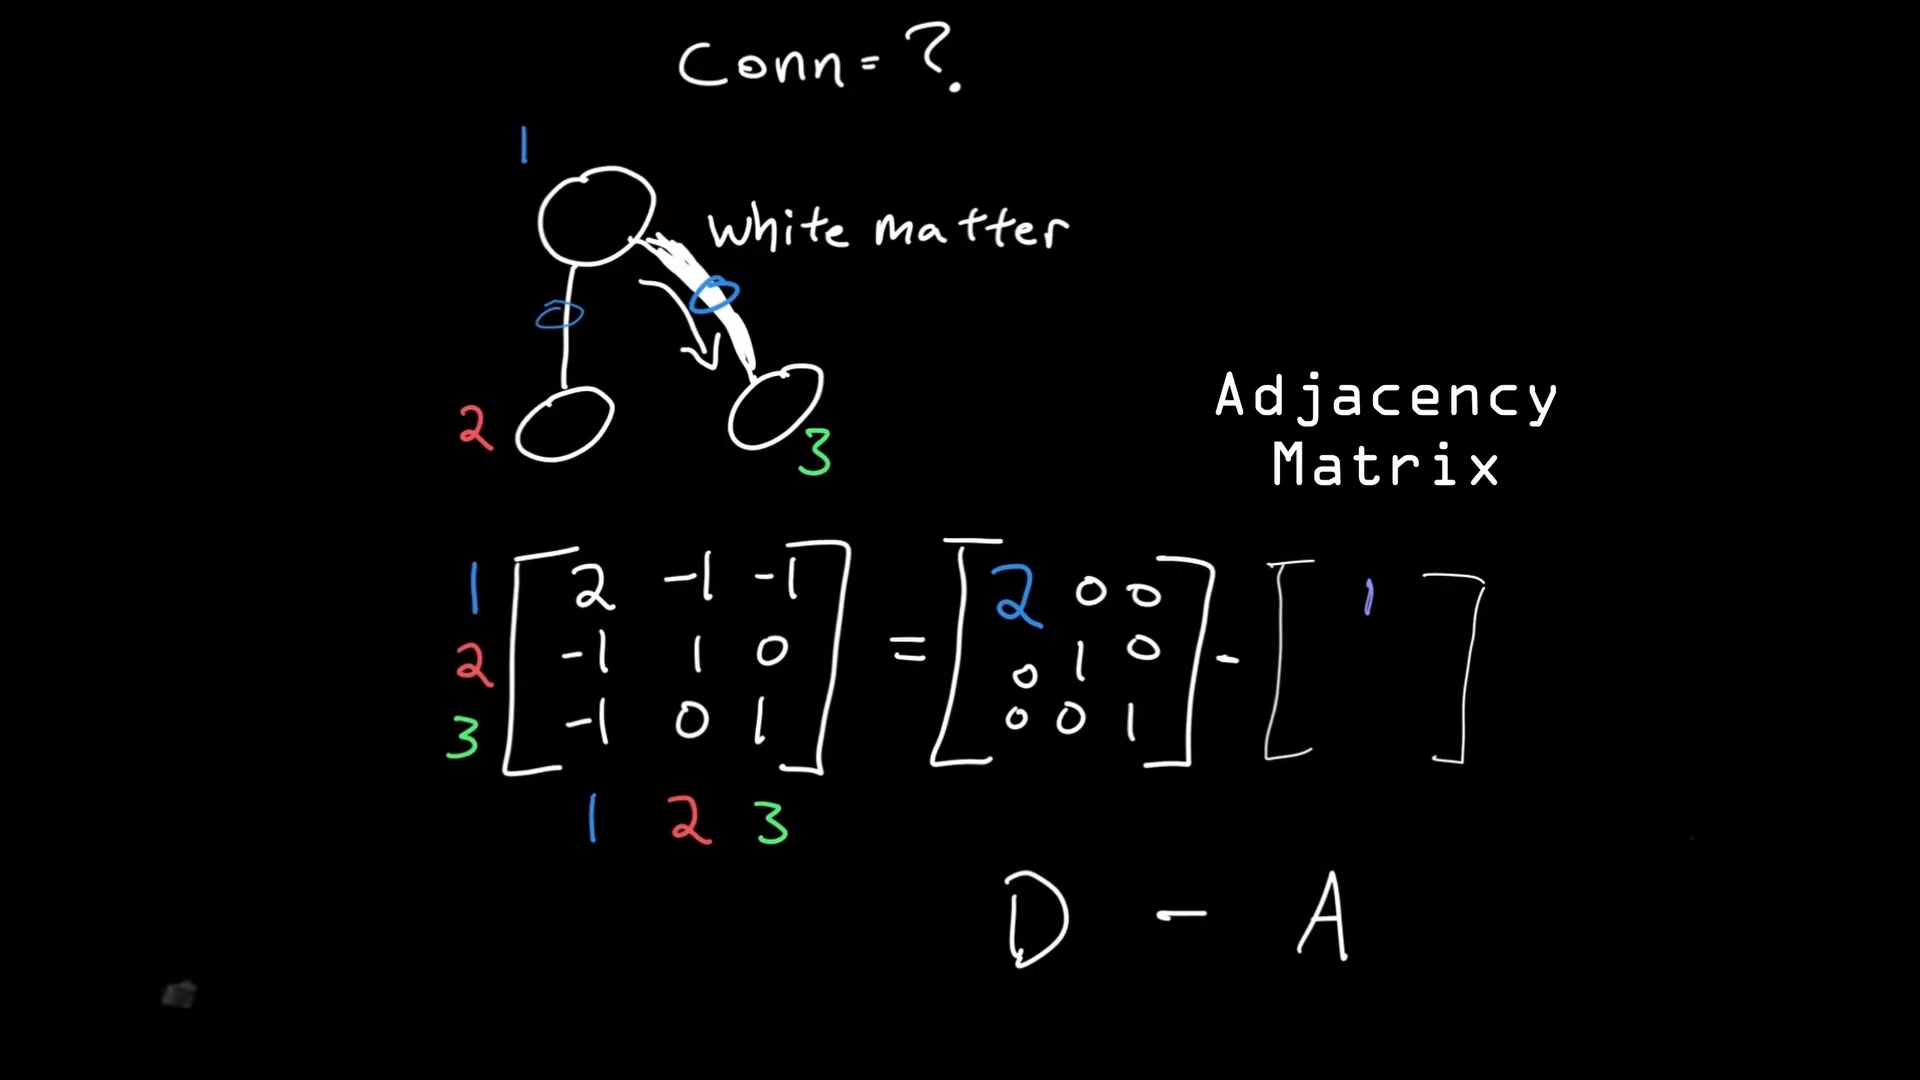 Conn = ?
1
White matter
2
3
Adjacency
Matrix
1 [ 2 -1 -1 ] = [ 2 0 0 ] - [ 1 ]
2 [ -1 1 0 ] [ 0 1 0 ]
3 [ -1 0 1 ] [ 0 0 1 ]
1 2 3
D - A